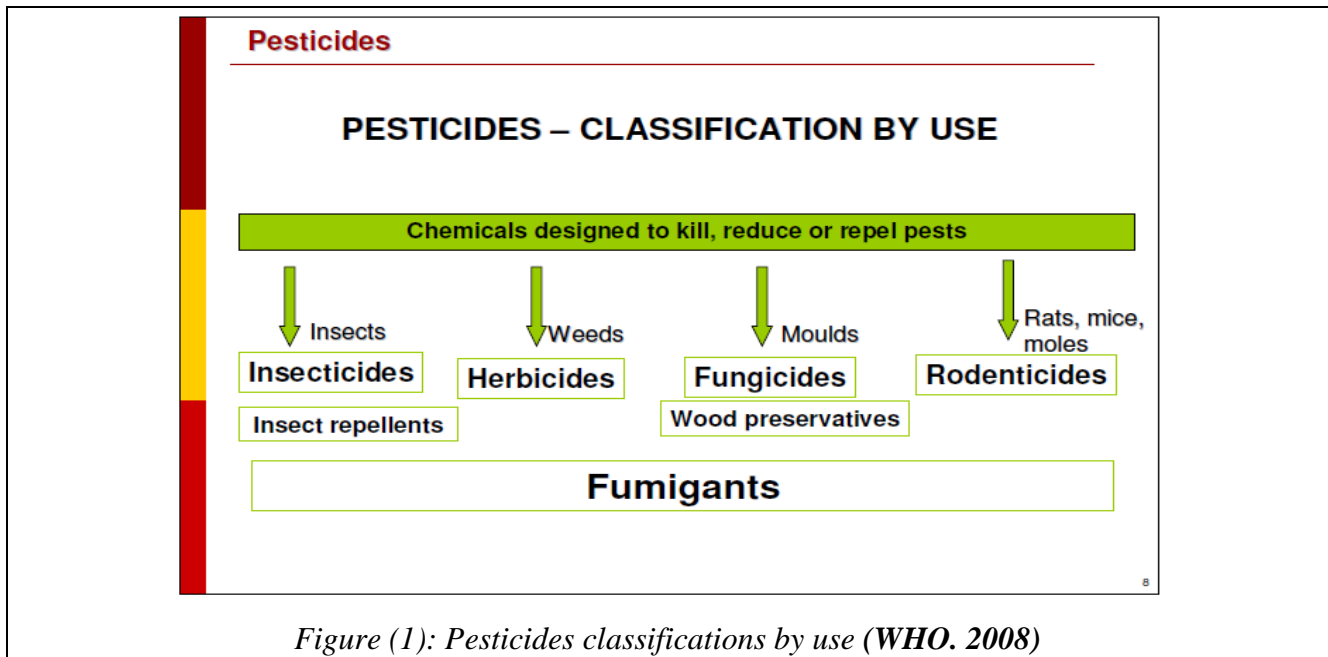 Pesticides
PESTICIDES – CLASSIFICATION BY USE
Chemicals designed to kill, reduce or repel pests
Insects
Weeds
Moulds
Rats, mice,
moles
Insecticides
Herbicides
Fungicides
Rodenticides
Insect repellents
Wood preservatives
Fumigants
8
Figure (1): Pesticides classifications by use (WHO. 2008)